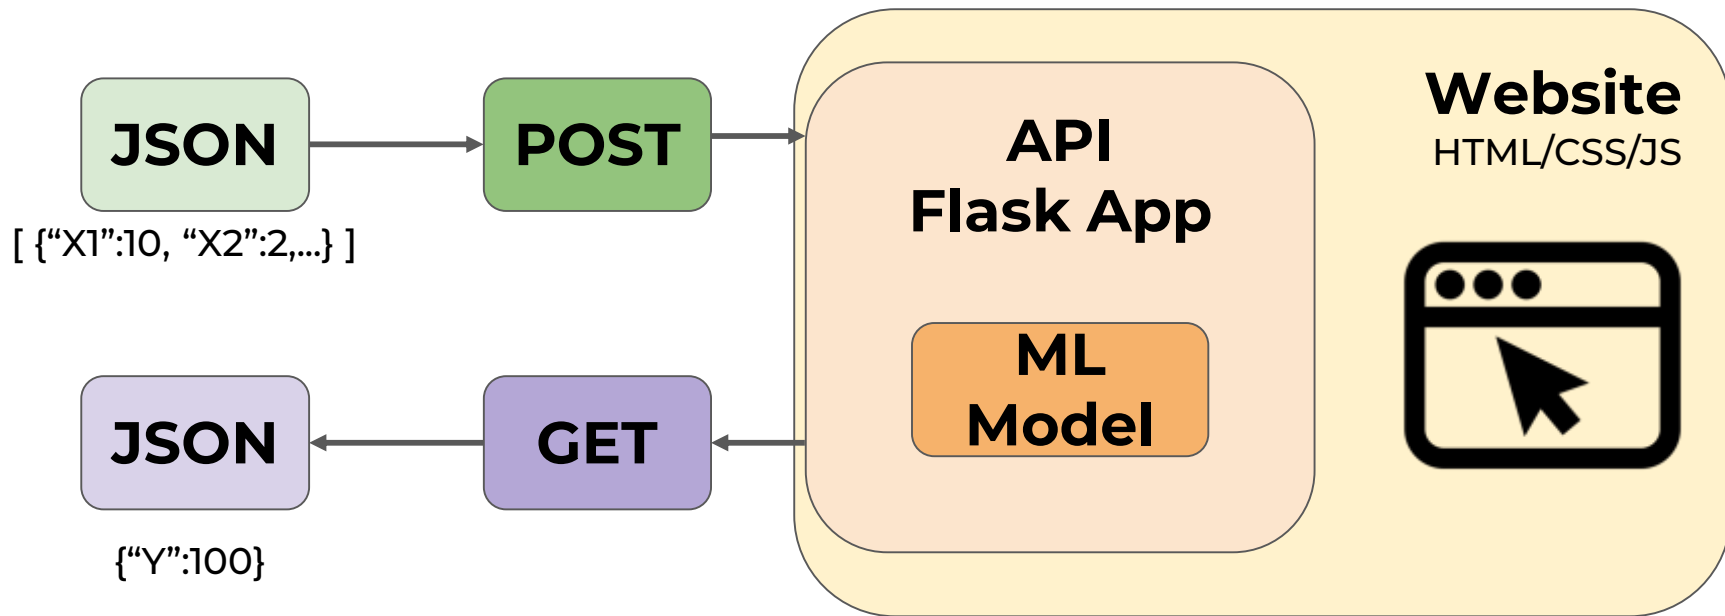 JSON
POST
[ {“X1”:10, “X2”:2,...} ]
API
Flask App
Website
HTML/CSS/JS
ML
Model
JSON
GET
{“Y”:100}